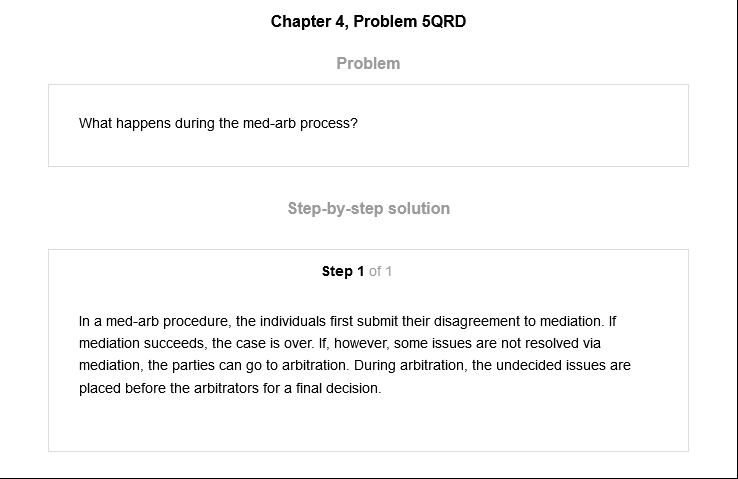 Chapter 4, Problem 5QRD
Problem
What happens during the med-arb process?
Step-by-step solution
Step 1 of 1
In a med-arb procedure, the individuals first submit their disagreement to mediation. If
mediation succeeds, the case is over. If, however, some issues are not resolved via
mediation, the parties can go to arbitration. During arbitration, the undecided issues are
placed before the arbitrators for a final decision.